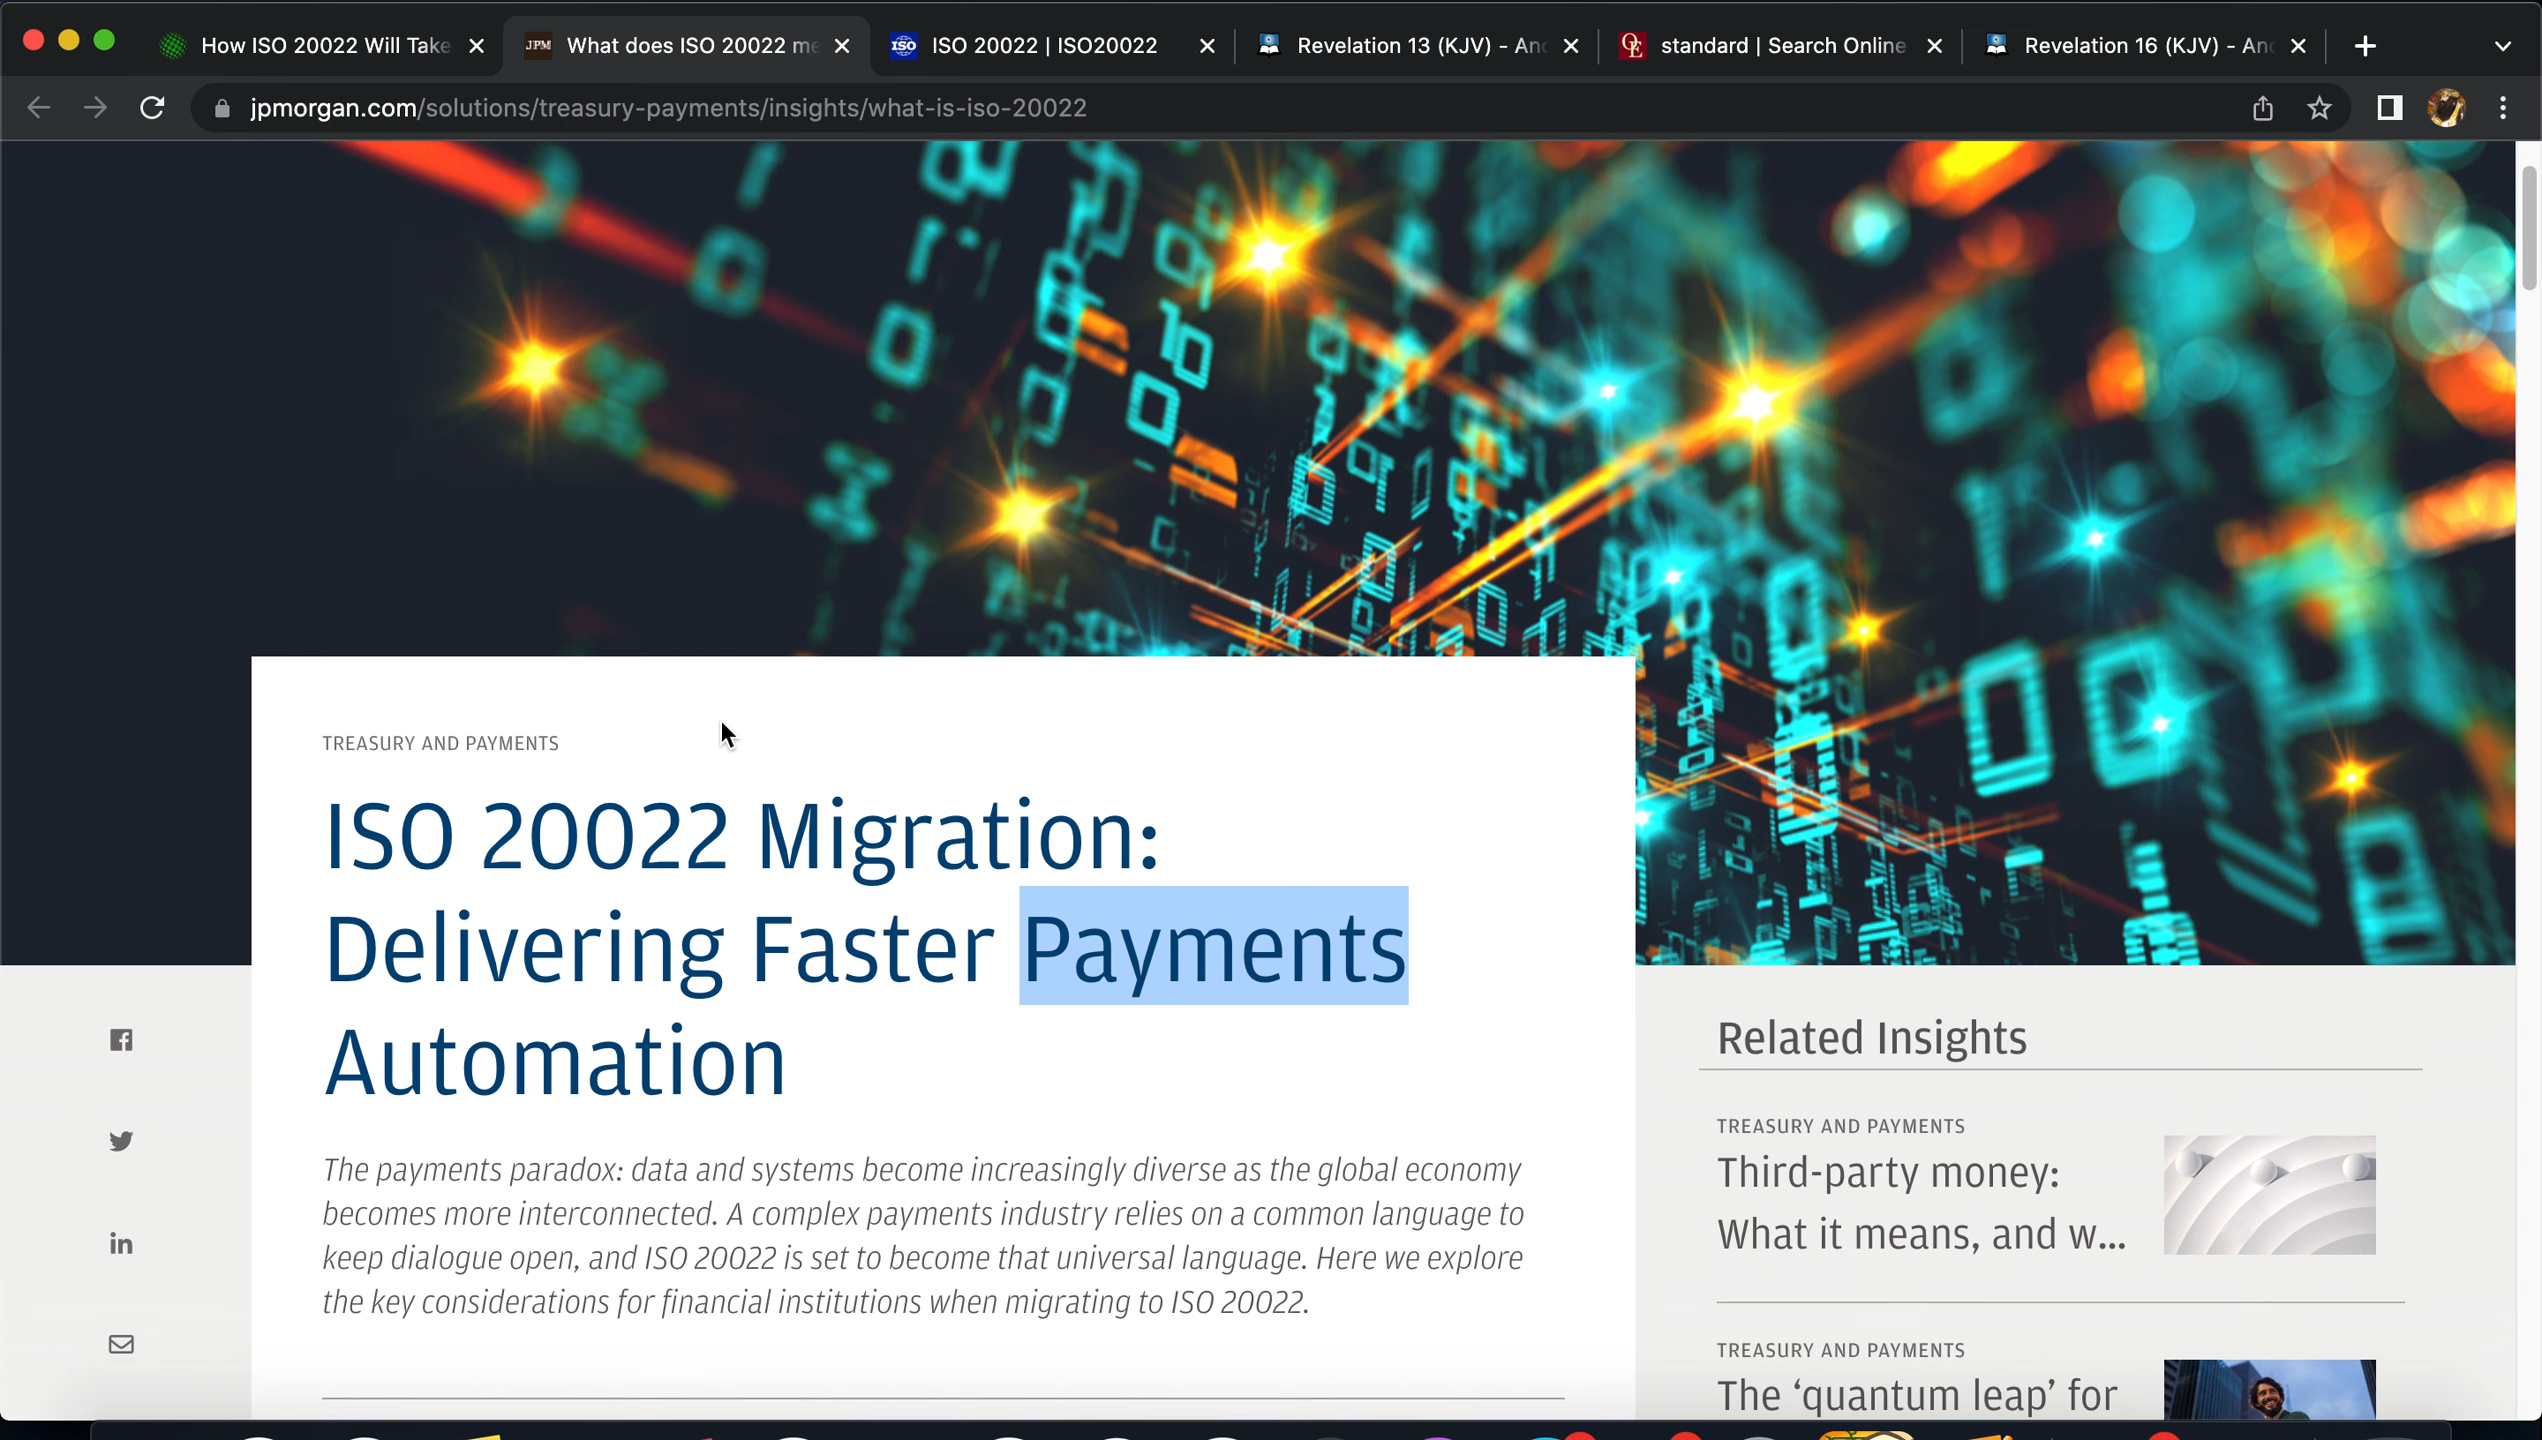 How ISO 20022 Will Take
JPM
What does ISO 20022 me
ISO
ISO 20022 | ISO20022
Revelation 13 (KJV) - And
OE
standard | Search Online
Revelation 16 (KJV) - An
jpmorgan.com/solutions/treasury-payments/insights/what-is-iso-20022
TREASURY AND PAYMENTS
ISO 20022 Migration:
Delivering Faster Payments
Automation
The payments paradox: data and systems become increasingly diverse as the global economy
becomes more interconnected. A complex payments industry relies on a common language to
keep dialogue open, and ISO 20022 is set to become that universal language. Here we explore
the key considerations for financial institutions when migrating to ISO 20022.
Related Insights
TREASURY AND PAYMENTS
Third-party money:
What it means, and w...
TREASURY AND PAYMENTS
The ‘quantum leap’ for